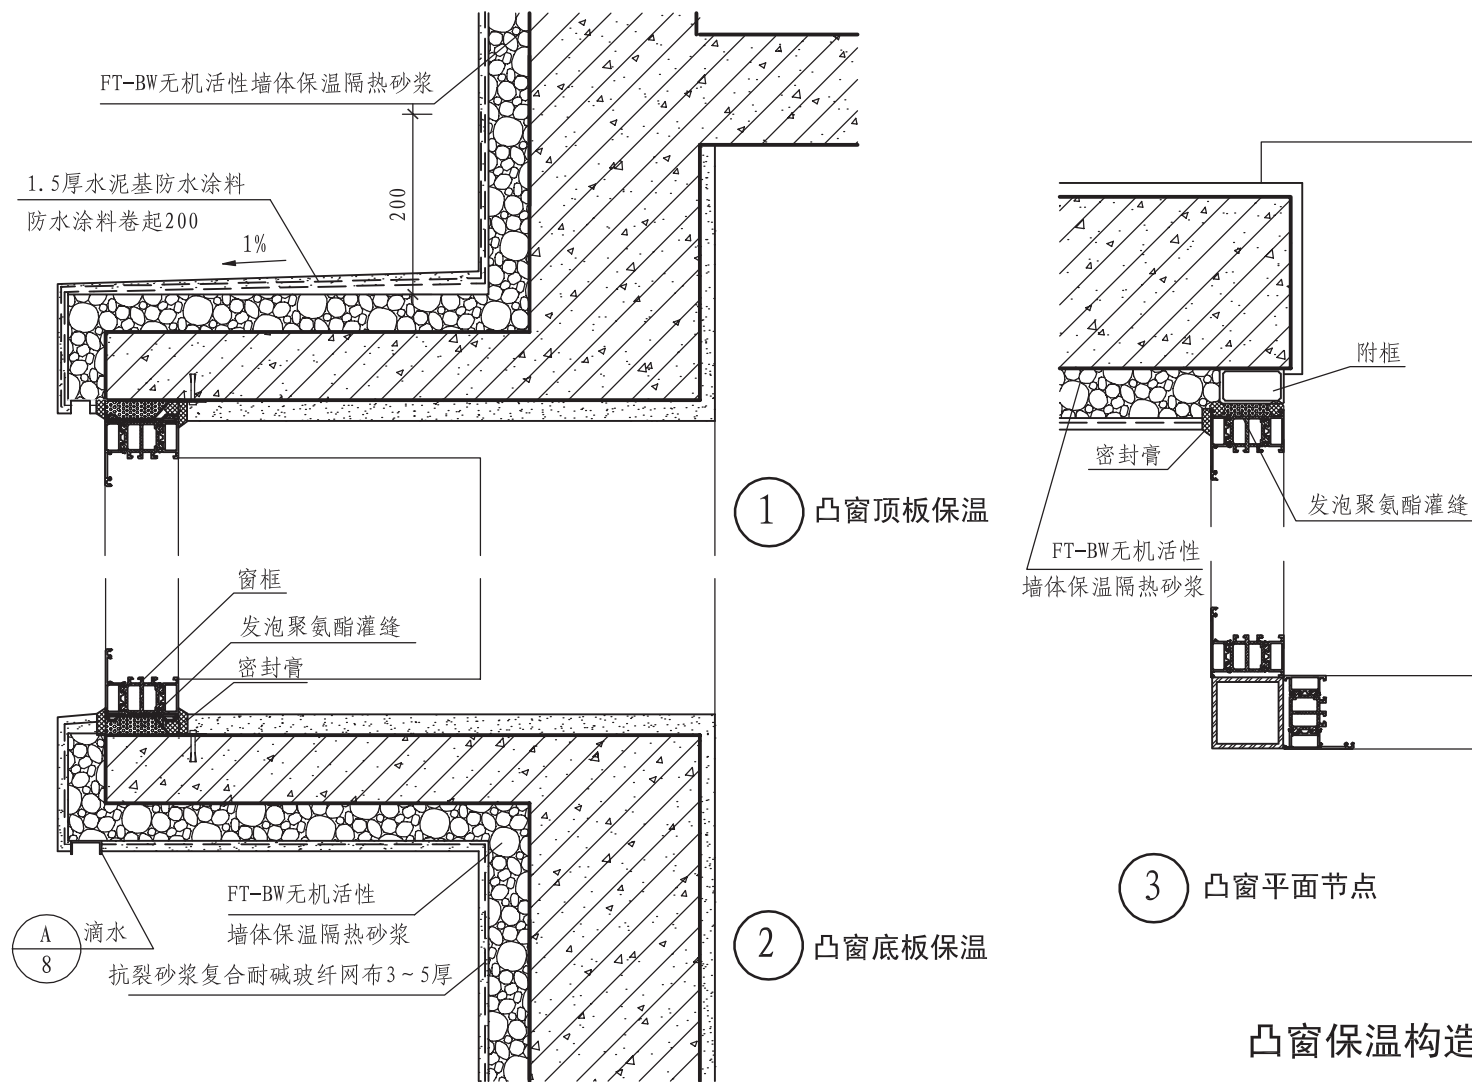 FT-BW无机活性墙体保温隔热砂浆
1.5厚水泥基防水涂料
防水涂料卷起200
1%
200
附框
密封膏
发泡聚氨酯灌缝
FT-BW无机活性
墙体保温隔热砂浆
1 凸窗顶板保温
窗框
发泡聚氨酯灌缝
密封膏
3 凸窗平面节点
FT-BW无机活性
墙体保温隔热砂浆
A
8
滴水
2 凸窗底板保温
抗裂砂浆复合耐碱玻纤网布3~5厚
凸窗保温构造